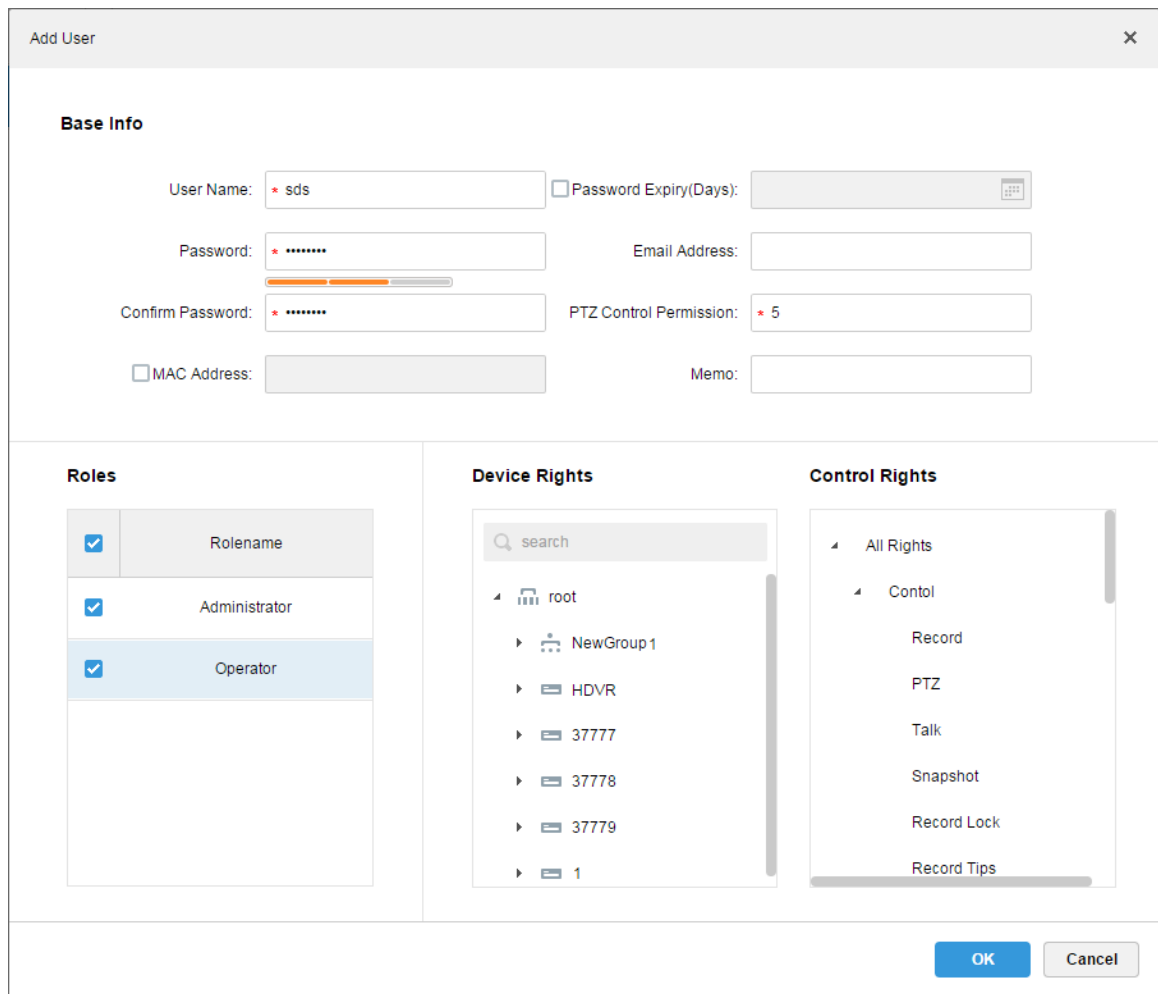 Add User
Base Info
User Name: * sds
Password Expiry(Days):
Password: * ••••••••
Email Address:
Confirm Password: * ••••••••
PTZ Control Permission: * 5
MAC Address:
Memo:
Roles
Rolename
Administrator
Operator
Device Rights
search
root
NewGroup1
HDVR
37777
37778
37779
1
Control Rights
All Rights
Contol
Record
PTZ
Talk
Snapshot
Record Lock
Record Tips
OK
Cancel